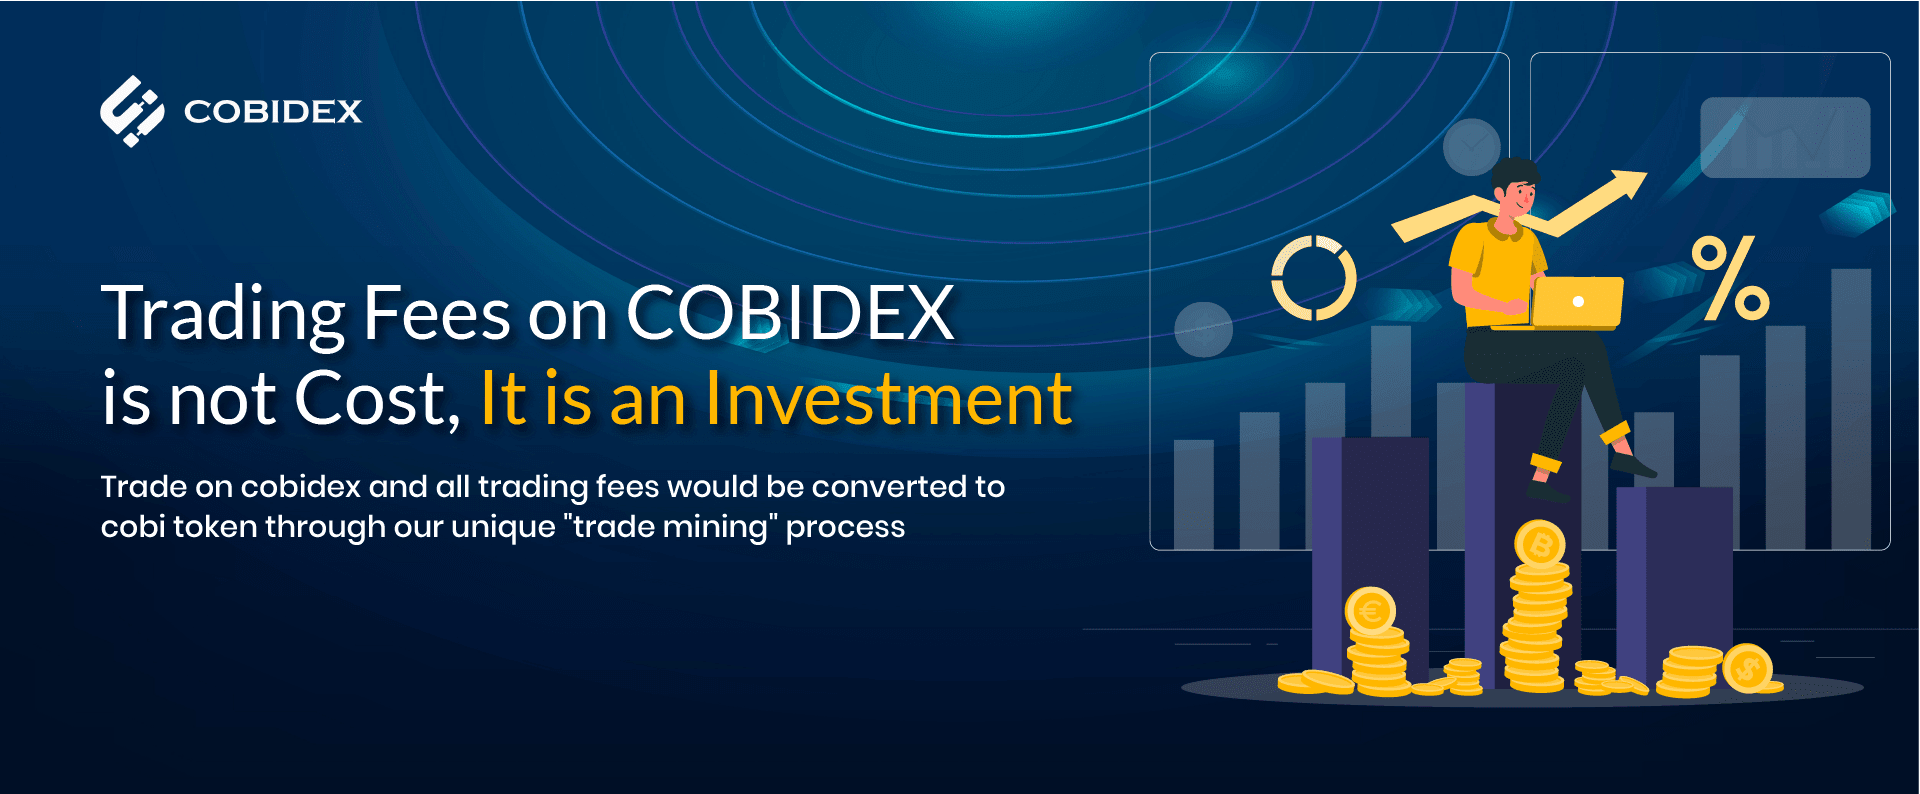 COBIDEX
Trading Fees on COBIDEX
is not Cost, It is an Investment
Trade on cobidex and all trading fees would be converted to
cobi token through our unique "trade mining" process
%